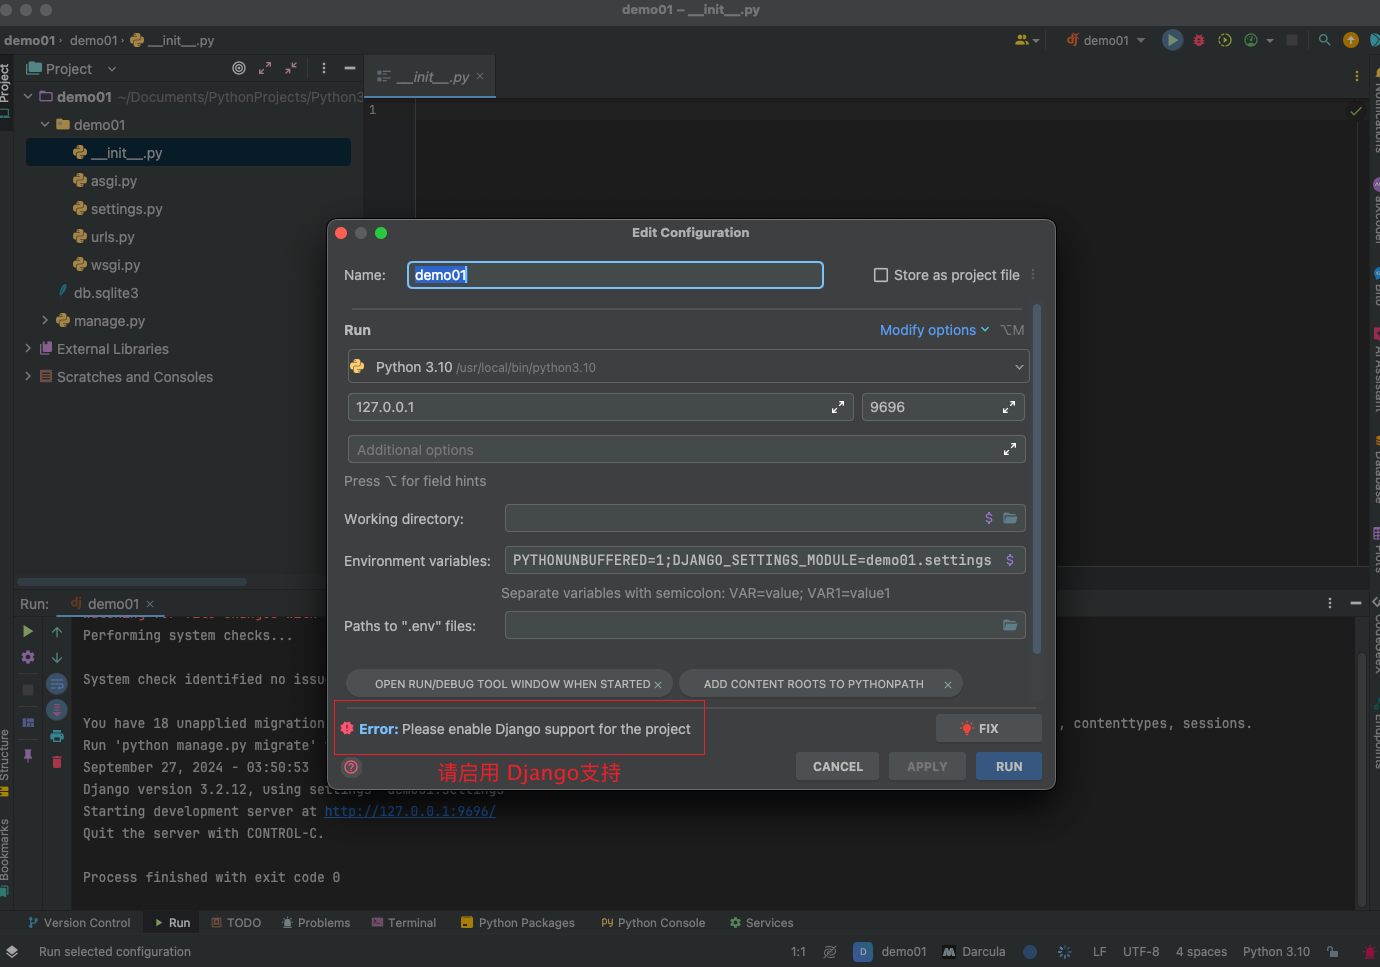 demo01 – __init__.py
demo01 › demo01 › __init__.py
demo01
Project
Project
__init__.py
demo01 ~/Documents/PythonProjects/Python3
1
demo01
__init__.py
asgi.py
settings.py
urls.py
wsgi.py
db.sqlite3
manage.py
External Libraries
Scratches and Consoles
Notifications
AI Assistant
Database
Endpoints
Edit Configuration
Name:
demo01
Store as project file
Run
Modify options
⌥M
Python 3.10 /usr/local/bin/python3.10
127.0.0.1
9696
Additional options
Press ⌥ for field hints
Working directory:
Environment variables:
PYTHONUNBUFFERED=1;DJANGO_SETTINGS_MODULE=demo01.settings
Separate variables with semicolon: VAR=value; VAR1=value1
Paths to ".env" files:
OPEN RUN/DEBUG TOOL WINDOW WHEN STARTED ×
ADD CONTENT ROOTS TO PYTHONPATH ×
Error: Please enable Django support for the project
FIX
请启用 Django支持
CANCEL
APPLY
RUN
Run:
demo01
Performing system checks...
System check identified no issu
You have 18 unapplied migration
, contenttypes, sessions.
Run 'python manage.py migrate'
September 27, 2024 - 03:50:53
Django version 3.2.12, using settings 'demo01.settings'
Starting development server at http://127.0.0.1:9696/
Quit the server with CONTROL-C.
Process finished with exit code 0
Structure
Bookmarks
Version Control
Run
TODO
Problems
Terminal
Python Packages
Python Console
Services
Run selected configuration
1:1
D
demo01
Darcula
LF
UTF-8
4 spaces
Python 3.10